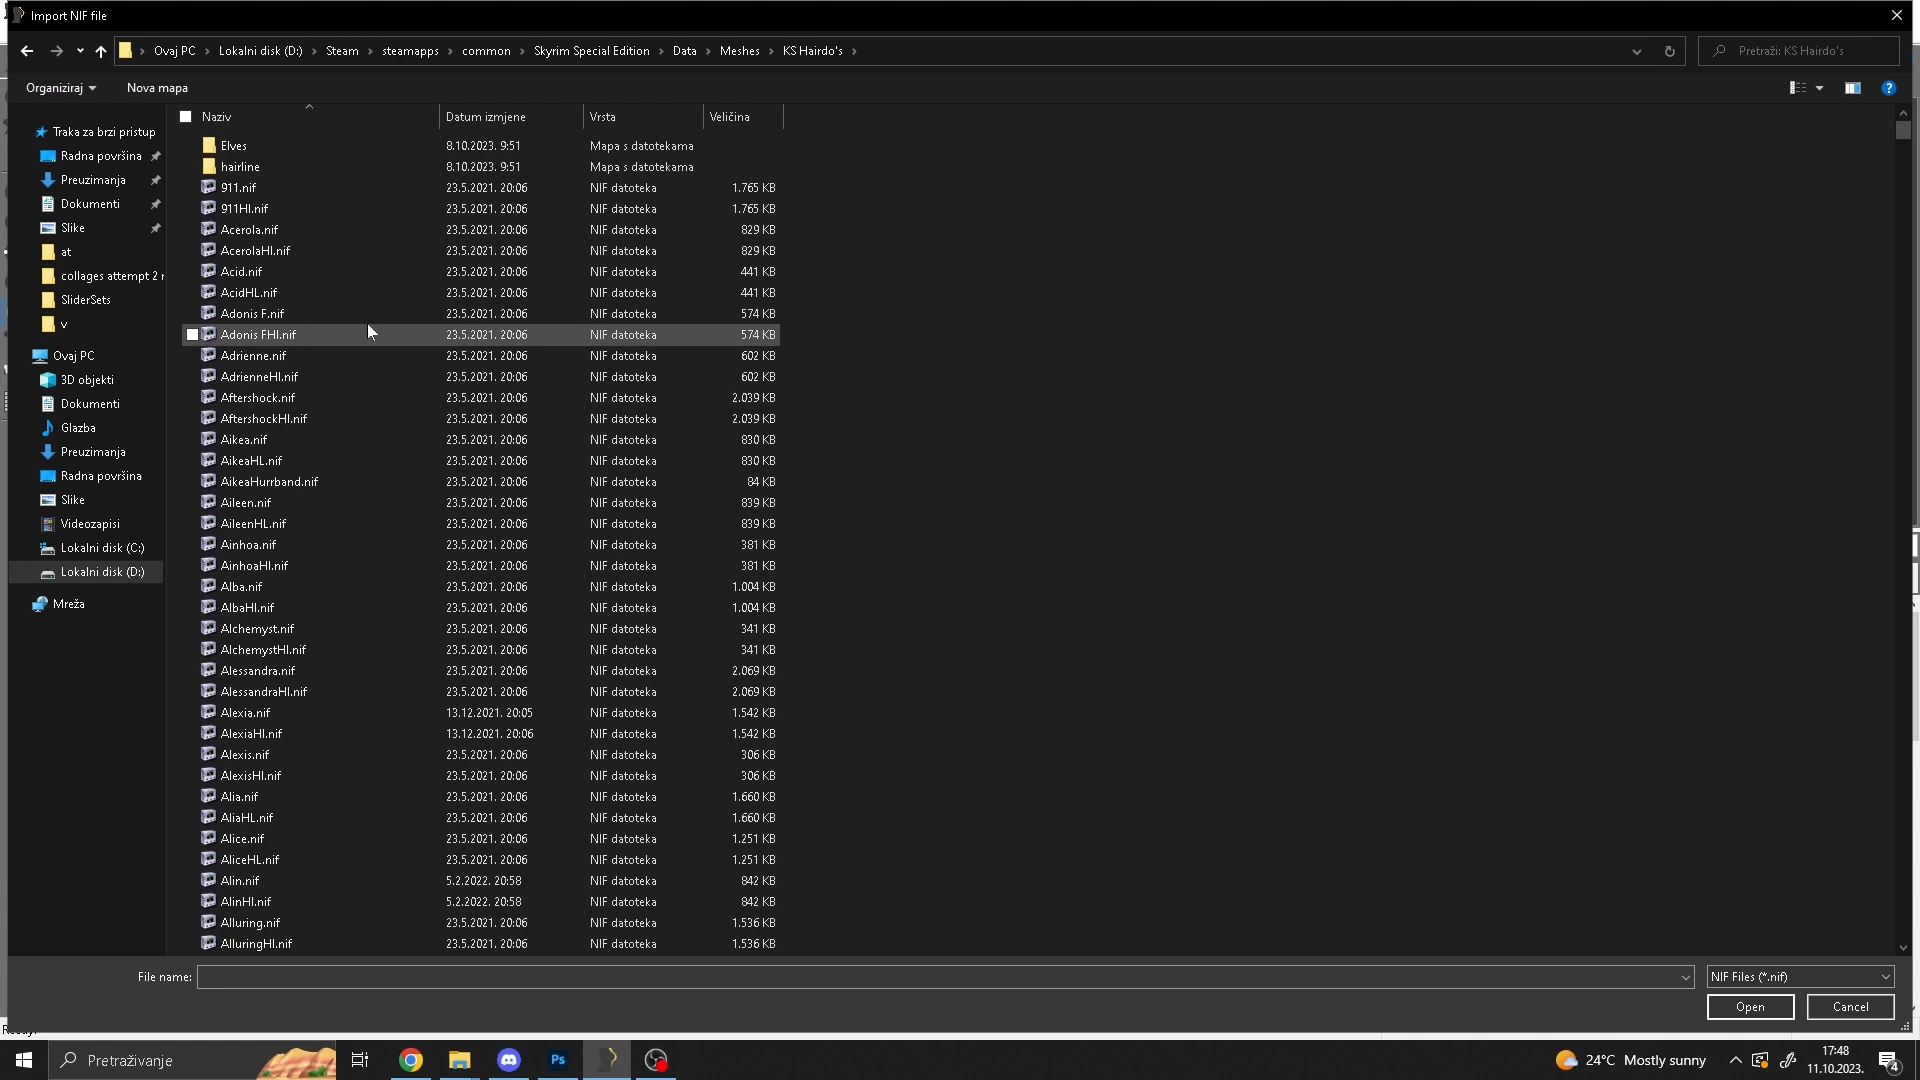 Import NIF file
Ovaj PC › Lokalni disk (D:) › Steam › steamapps › common › Skyrim Special Edition › Data › Meshes › KS Hairdo's ›
Pretraži: KS Hairdo's
Organiziraj
Nova mapa
Naziv Datum izmjene Vrsta Veličina
Elves 8.10.2023. 9:51 Mapa s datotekama
hairline 8.10.2023. 9:51 Mapa s datotekama
911.nif 23.5.2021. 20:06 NIF datoteka 1.765 KB
911Hl.nif 23.5.2021. 20:06 NIF datoteka 1.765 KB
Acerola.nif 23.5.2021. 20:06 NIF datoteka 829 KB
AcerolaHl.nif 23.5.2021. 20:06 NIF datoteka 829 KB
Acid.nif 23.5.2021. 20:06 NIF datoteka 441 KB
AcidHL.nif 23.5.2021. 20:06 NIF datoteka 441 KB
Adonis F.nif 23.5.2021. 20:06 NIF datoteka 574 KB
Adonis FHl.nif 23.5.2021. 20:06 NIF datoteka 574 KB
Adrienne.nif 23.5.2021. 20:06 NIF datoteka 602 KB
AdrienneHl.nif 23.5.2021. 20:06 NIF datoteka 602 KB
Aftershock.nif 23.5.2021. 20:06 NIF datoteka 2.039 KB
AftershockHl.nif 23.5.2021. 20:06 NIF datoteka 2.039 KB
Aikea.nif 23.5.2021. 20:06 NIF datoteka 830 KB
AikeaHL.nif 23.5.2021. 20:06 NIF datoteka 830 KB
AikeaHurrband.nif 23.5.2021. 20:06 NIF datoteka 84 KB
Aileen.nif 23.5.2021. 20:06 NIF datoteka 839 KB
AileenHL.nif 23.5.2021. 20:06 NIF datoteka 839 KB
Ainhoa.nif 23.5.2021. 20:06 NIF datoteka 381 KB
AinhoaHl.nif 23.5.2021. 20:06 NIF datoteka 381 KB
Alba.nif 23.5.2021. 20:06 NIF datoteka 1.004 KB
AlbaHl.nif 23.5.2021. 20:06 NIF datoteka 1.004 KB
Alchemyst.nif 23.5.2021. 20:06 NIF datoteka 341 KB
AlchemystHl.nif 23.5.2021. 20:06 NIF datoteka 341 KB
Alessandra.nif 23.5.2021. 20:06 NIF datoteka 2.069 KB
AlessandraHl.nif 23.5.2021. 20:06 NIF datoteka 2.069 KB
Alexia.nif 13.12.2021. 20:05 NIF datoteka 1.542 KB
AlexiaHl.nif 13.12.2021. 20:06 NIF datoteka 1.542 KB
Alexis.nif 23.5.2021. 20:06 NIF datoteka 306 KB
AlexisHl.nif 23.5.2021. 20:06 NIF datoteka 306 KB
Alia.nif 23.5.2021. 20:06 NIF datoteka 1.660 KB
AliaHL.nif 23.5.2021. 20:06 NIF datoteka 1.660 KB
Alice.nif 23.5.2021. 20:06 NIF datoteka 1.251 KB
AliceHL.nif 23.5.2021. 20:06 NIF datoteka 1.251 KB
Alin.nif 5.2.2022. 20:58 NIF datoteka 842 KB
AlinHl.nif 5.2.2022. 20:58 NIF datoteka 842 KB
Alluring.nif 23.5.2021. 20:06 NIF datoteka 1.536 KB
AlluringHl.nif 23.5.2021. 20:06 NIF datoteka 1.536 KB
Traka za brzi pristup
Radna površina
Preuzimanja
Dokumenti
Slike
at
collages attempt 2
SliderSets
v
Ovaj PC
3D objekti
Dokumenti
Glazba
Preuzimanja
Radna površina
Slike
Videozapisi
Lokalni disk (C:)
Lokalni disk (D:)
Mreža
File name:
NIF Files (*.nif)
Open
Cancel
Pretraživanje
Ps
24°C Mostly sunny
17:48
11.10.2023.
4